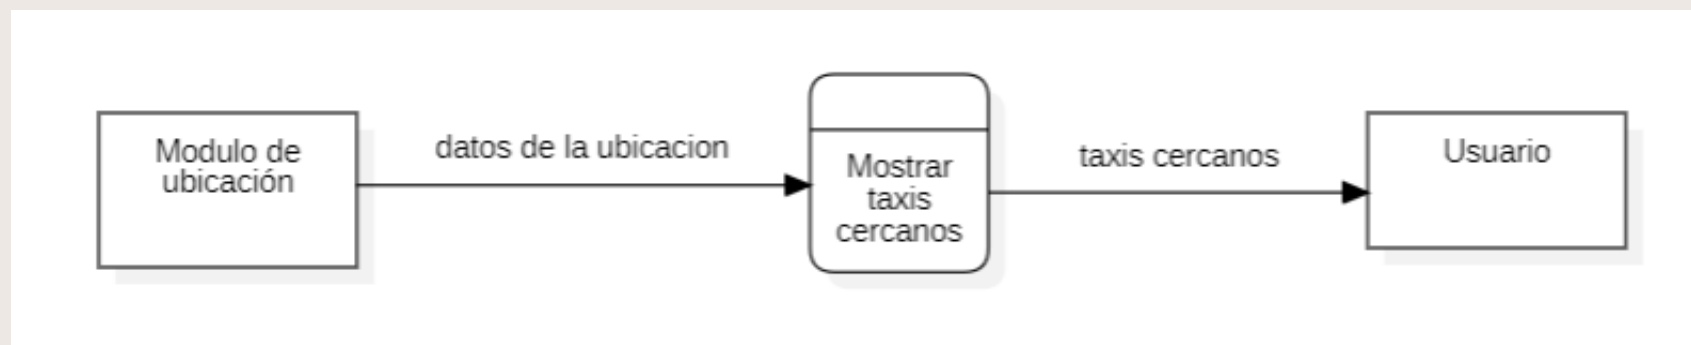 Modulo de
ubicación
datos de la ubicacion
Mostrar
taxis
cercanos
taxis cercanos
Usuario